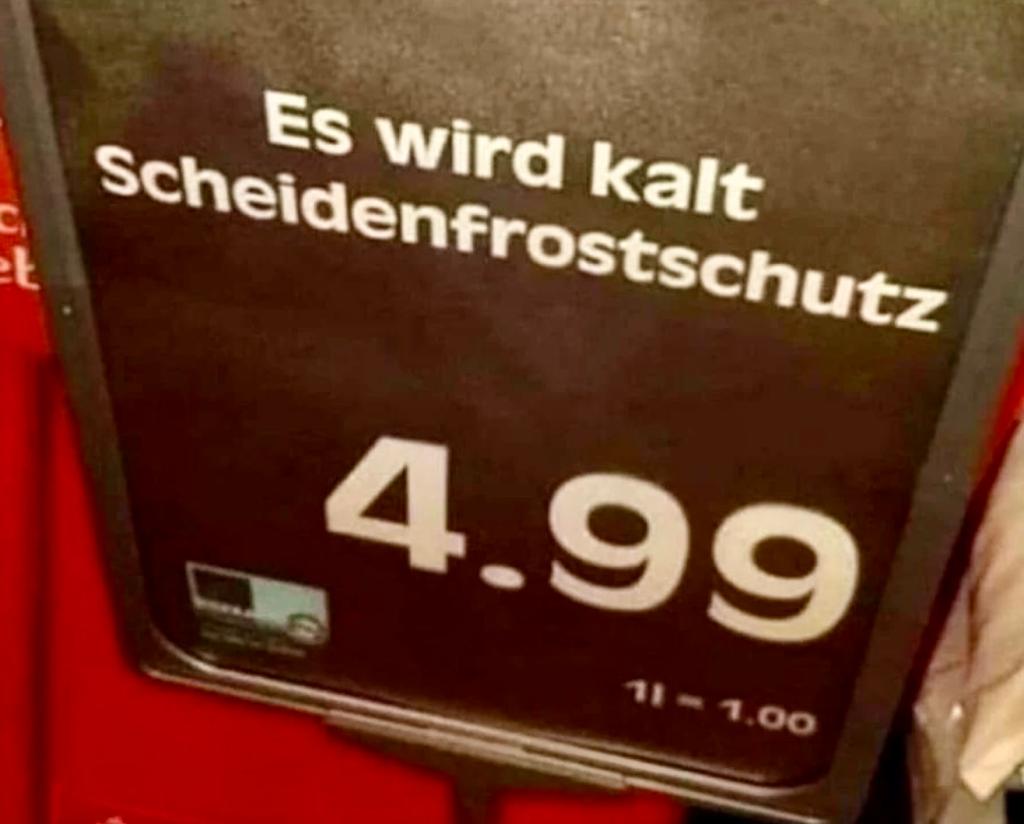 Es wird kalt
Scheidenfrostschutz
4.99
1l = 1.00